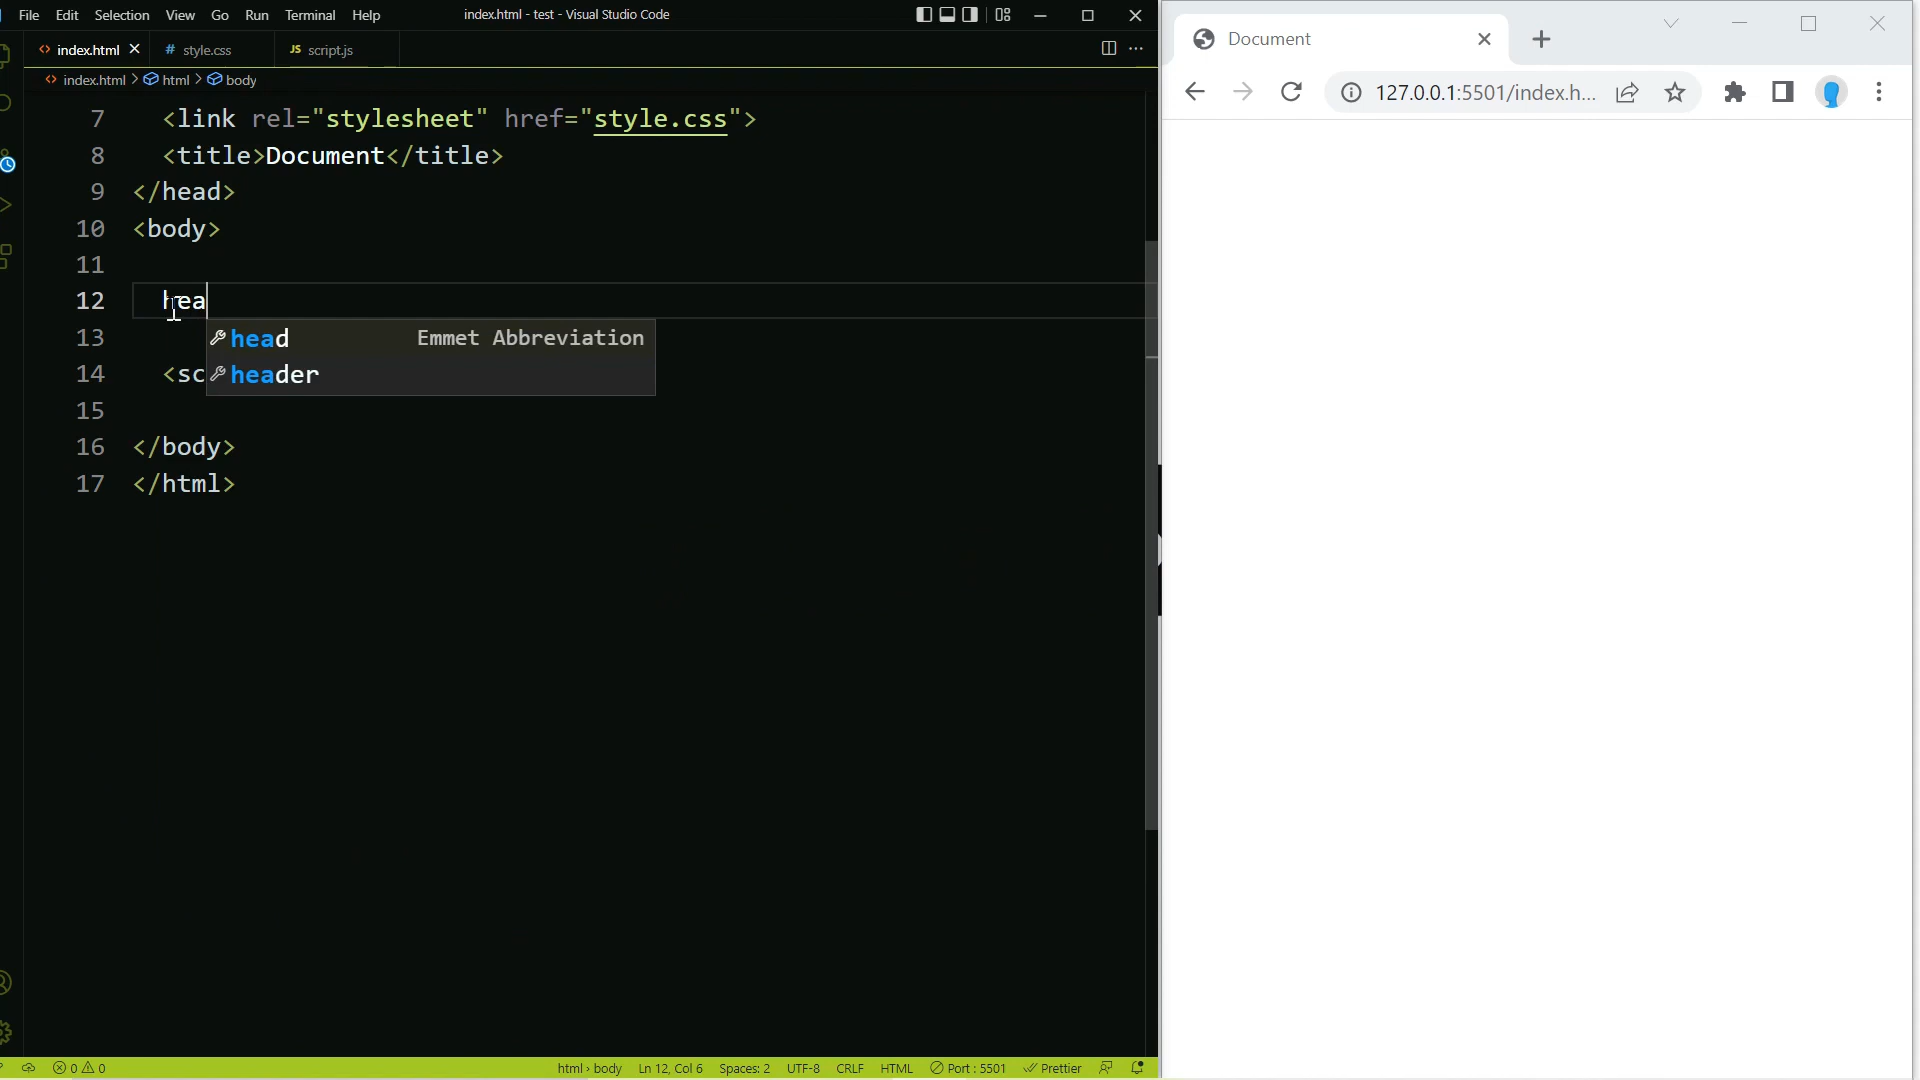 File Edit Selection View Go Run Terminal Help
index.html - test - Visual Studio Code
index.html
# style.css
JS script.js
index.html > html > body
7 <link rel="stylesheet" href="style.css">
8 <title>Document</title>
9 </head>
10 <body>
11
12 hea
13
head Emmet Abbreviation
14 <sc
header
15
16 </body>
17 </html>
0 0
html › body
Ln 12, Col 6
Spaces: 2
UTF-8
CRLF
HTML
Port : 5501
Prettier
Document
127.0.0.1:5501/index.h...